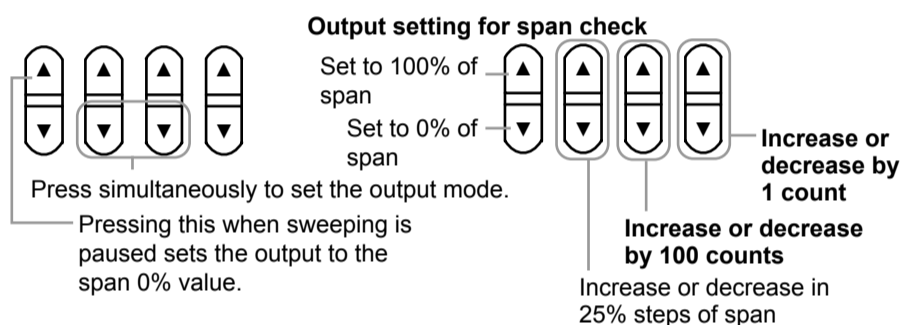 Output setting for span check
Set to 100% of
span
Set to 0% of
span
Press simultaneously to set the output mode.
Pressing this when sweeping is
paused sets the output to the
span 0% value.
Increase or
decrease by
1 count
Increase or decrease
by 100 counts
Increase or decrease in
25% steps of span